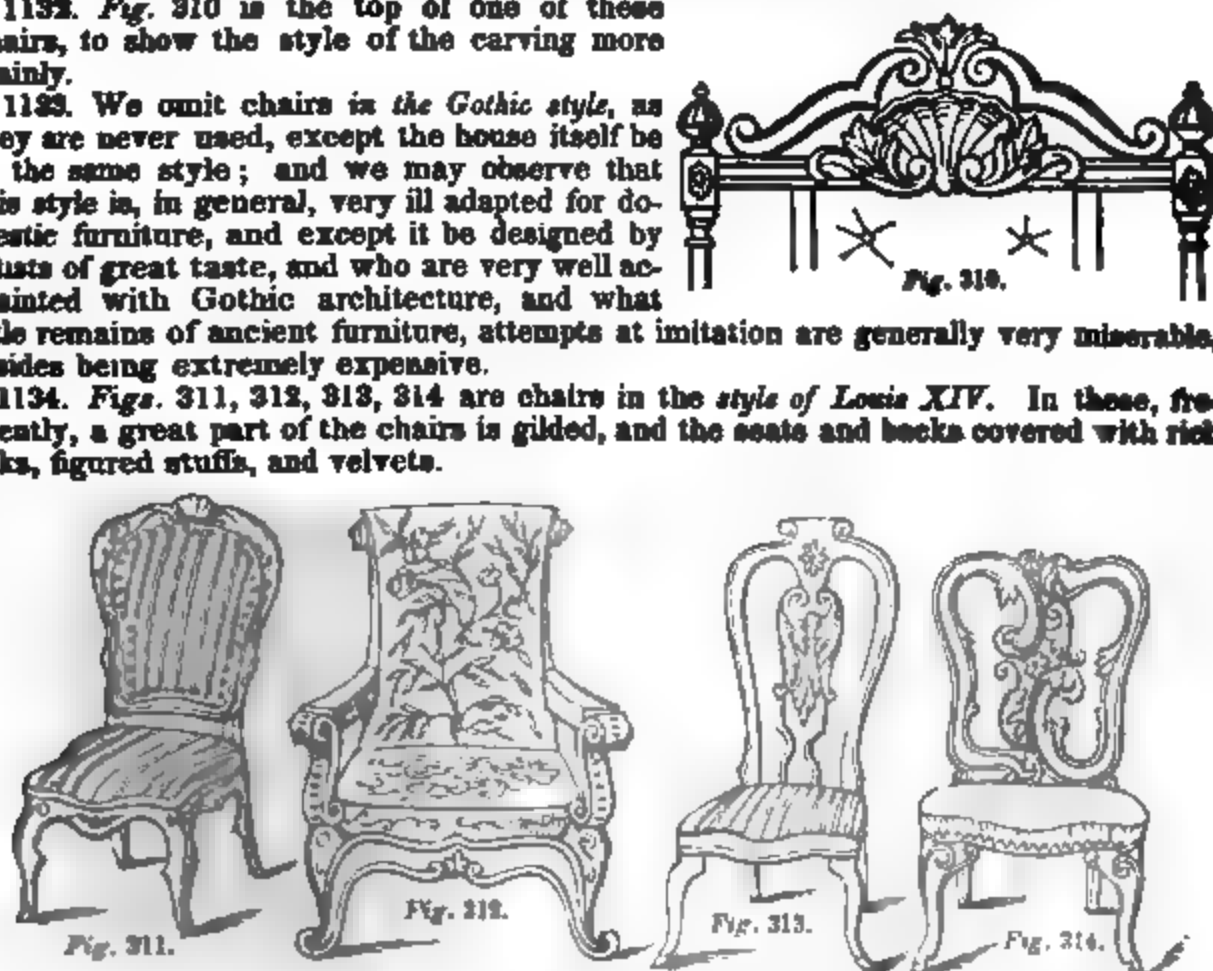 1132. Fig. 310 is the top of one of these
airs, to show the style of the carving more
ainly.
1133. We omit chairs in the Gothic style, as
ey are never used, except the house itself be
the same style; and we may observe that
is style is, in general, very ill adapted for do-
estic furniture, and except it be designed by
tists of great taste, and who are very well ac-
ainted with Gothic architecture, and what
tle remains of ancient furniture, attempts at imitation are generally very miserable,
sides being extremely expensive.
1134. Figs. 311, 312, 313, 314 are chairs in the style of Louis XIV. In these, fre-
ently, a great part of the chairs is gilded, and the seats and backs covered with rich
ks, figured stuffs, and velvets.
Fig. 310.
Fig. 311.
Fig. 312.
Fig. 313.
Fig. 314.